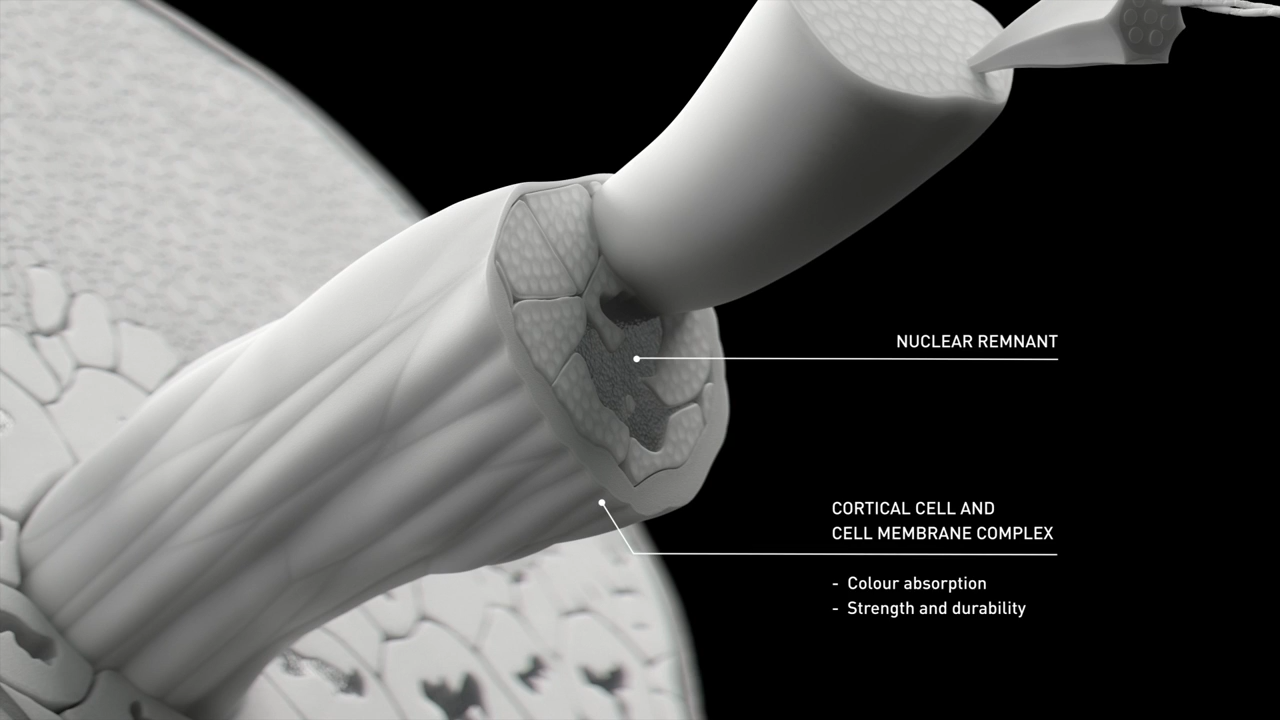 NUCLEAR REMNANT
CORTICAL CELL AND
CELL MEMBRANE COMPLEX
- Colour absorption
- Strength and durability